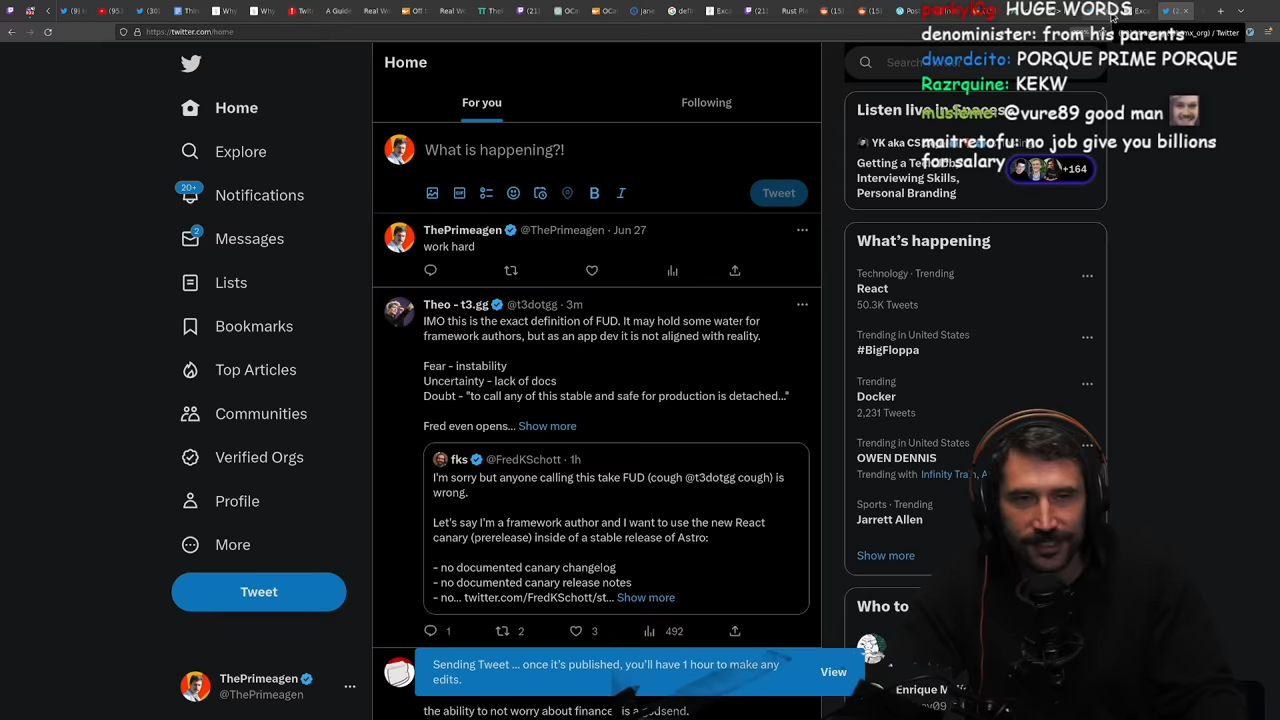 https://twitter.com/home
HUGE WORDS
denominister: from his parents
dwordcito: PORQUE PRIME PORQUE
Razrquine: KEKW
@vure89 good man
maitretofu: no job give you billions
for salary
Home
Explore
20+
Notifications
2
Messages
Lists
Bookmarks
Top Articles
Communities
Verified Orgs
Profile
More
Tweet
ThePrimeagen
@ThePrimeagen
Home
For you
Following
What is happening?!
Tweet
ThePrimeagen @ThePrimeagen · Jun 27
work hard
Theo - t3.gg @t3dotgg · 3m
IMO this is the exact definition of FUD. It may hold some water for
framework authors, but as an app dev it is not aligned with reality.
Fear - instability
Uncertainty - lack of docs
Doubt - "to call any of this stable and safe for production is detached..."
Fred even opens... Show more
fks @FredKSchott · 1h
I'm sorry but anyone calling this take FUD (cough @t3dotgg cough) is
wrong.
Let's say I'm a framework author and I want to use the new React
canary (prerelease) inside of a stable release of Astro:
- no documented canary changelog
- no documented canary release notes
- no... twitter.com/FredKSchott/st... Show more
1
2
3
492
Sending Tweet ... once it's published, you'll have 1 hour to make any
edits.
View
the ability to not worry about finance is a godsend.
Search
Listen live in Spaces
YK aka CS
Getting a Tech Job,
Interviewing Skills,
Personal Branding
+164
What's happening
Technology · Trending
React
50.3K Tweets
Trending in United States
#BigFloppa
Trending
Docker
2,231 Tweets
Trending in United States
OWEN DENNIS
Trending with Infinity Train, A
Sports · Trending
Jarrett Allen
Show more
Who to
Enrique M